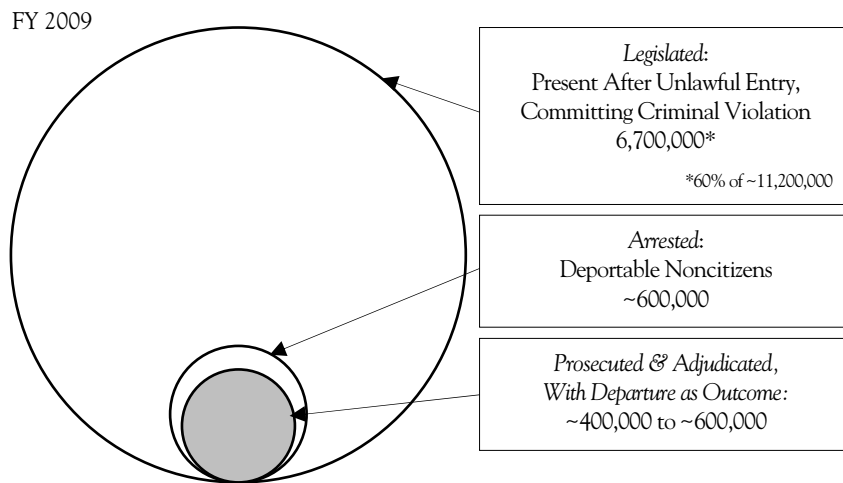 FY 2009
Legislated:
Present After Unlawful Entry,
Committing Criminal Violation
6,700,000*
*60% of ~11,200,000
Arrested:
Deportable Noncitizens
~600,000
Prosecuted & Adjudicated,
With Departure as Outcome:
~400,000 to ~600,000